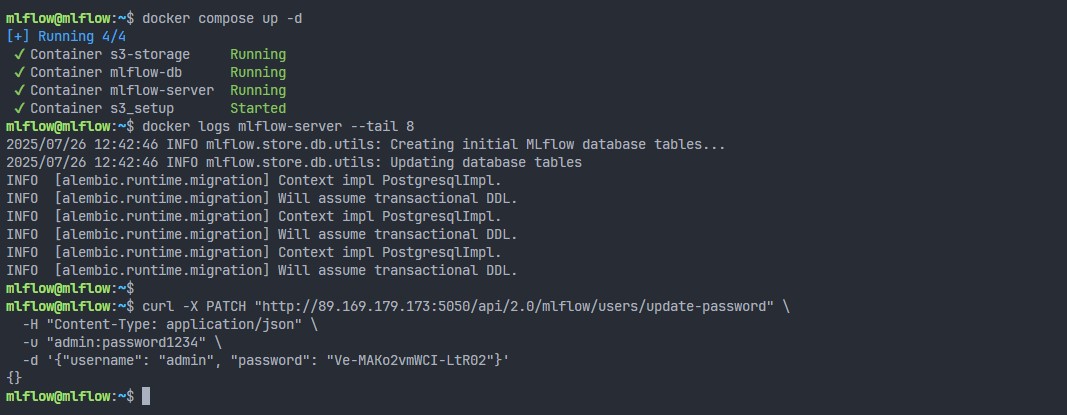 mlflow@mlflow:~$ docker compose up -d
[+] Running 4/4
✓ Container s3-storage     Running
✓ Container mlflow-db      Running
✓ Container mlflow-server  Running
✓ Container s3_setup       Started
mlflow@mlflow:~$ docker logs mlflow-server --tail 8
2025/07/26 12:42:46 INFO mlflow.store.db.utils: Creating initial MLflow database tables...
2025/07/26 12:42:46 INFO mlflow.store.db.utils: Updating database tables
INFO  [alembic.runtime.migration] Context impl PostgresqlImpl.
INFO  [alembic.runtime.migration] Will assume transactional DDL.
INFO  [alembic.runtime.migration] Context impl PostgresqlImpl.
INFO  [alembic.runtime.migration] Will assume transactional DDL.
INFO  [alembic.runtime.migration] Context impl PostgresqlImpl.
INFO  [alembic.runtime.migration] Will assume transactional DDL.
mlflow@mlflow:~$
mlflow@mlflow:~$ curl -X PATCH "http://89.169.179.173:5050/api/2.0/mlflow/users/update-password" \
  -H "Content-Type: application/json" \
  -u "admin:password1234" \
  -d '{"username": "admin", "password": "Ve-MAKo2vmWCI-LtR02"}'
{}
mlflow@mlflow:~$